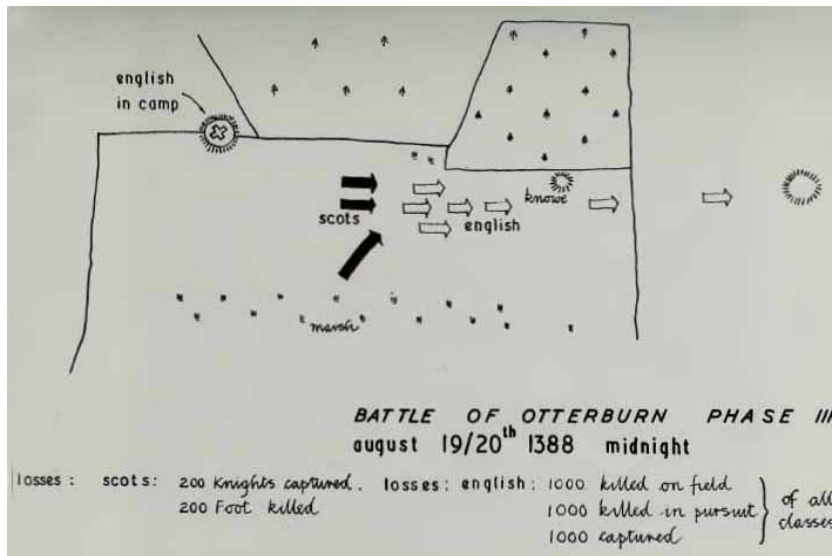 english
in camp
scots
knowe
english
marsh
BATTLE OF OTTERBURN PHASE III
august 19/20th 1388 midnight
losses: scots: 200 Knights captured. losses: english: 1000 killed on field
200 Foot killed
1000 killed in pursuit
1000 captured
of all
classes